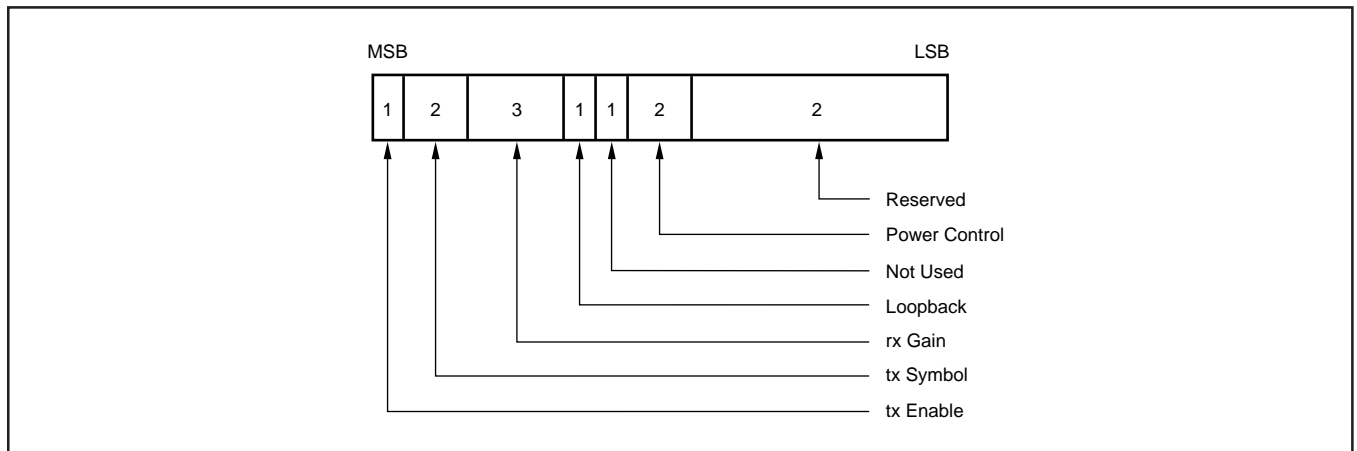 MSB LSB
1 2 3 1 1 2 2
Reserved
Power Control
Not Used
Loopback
rx Gain
tx Symbol
tx Enable